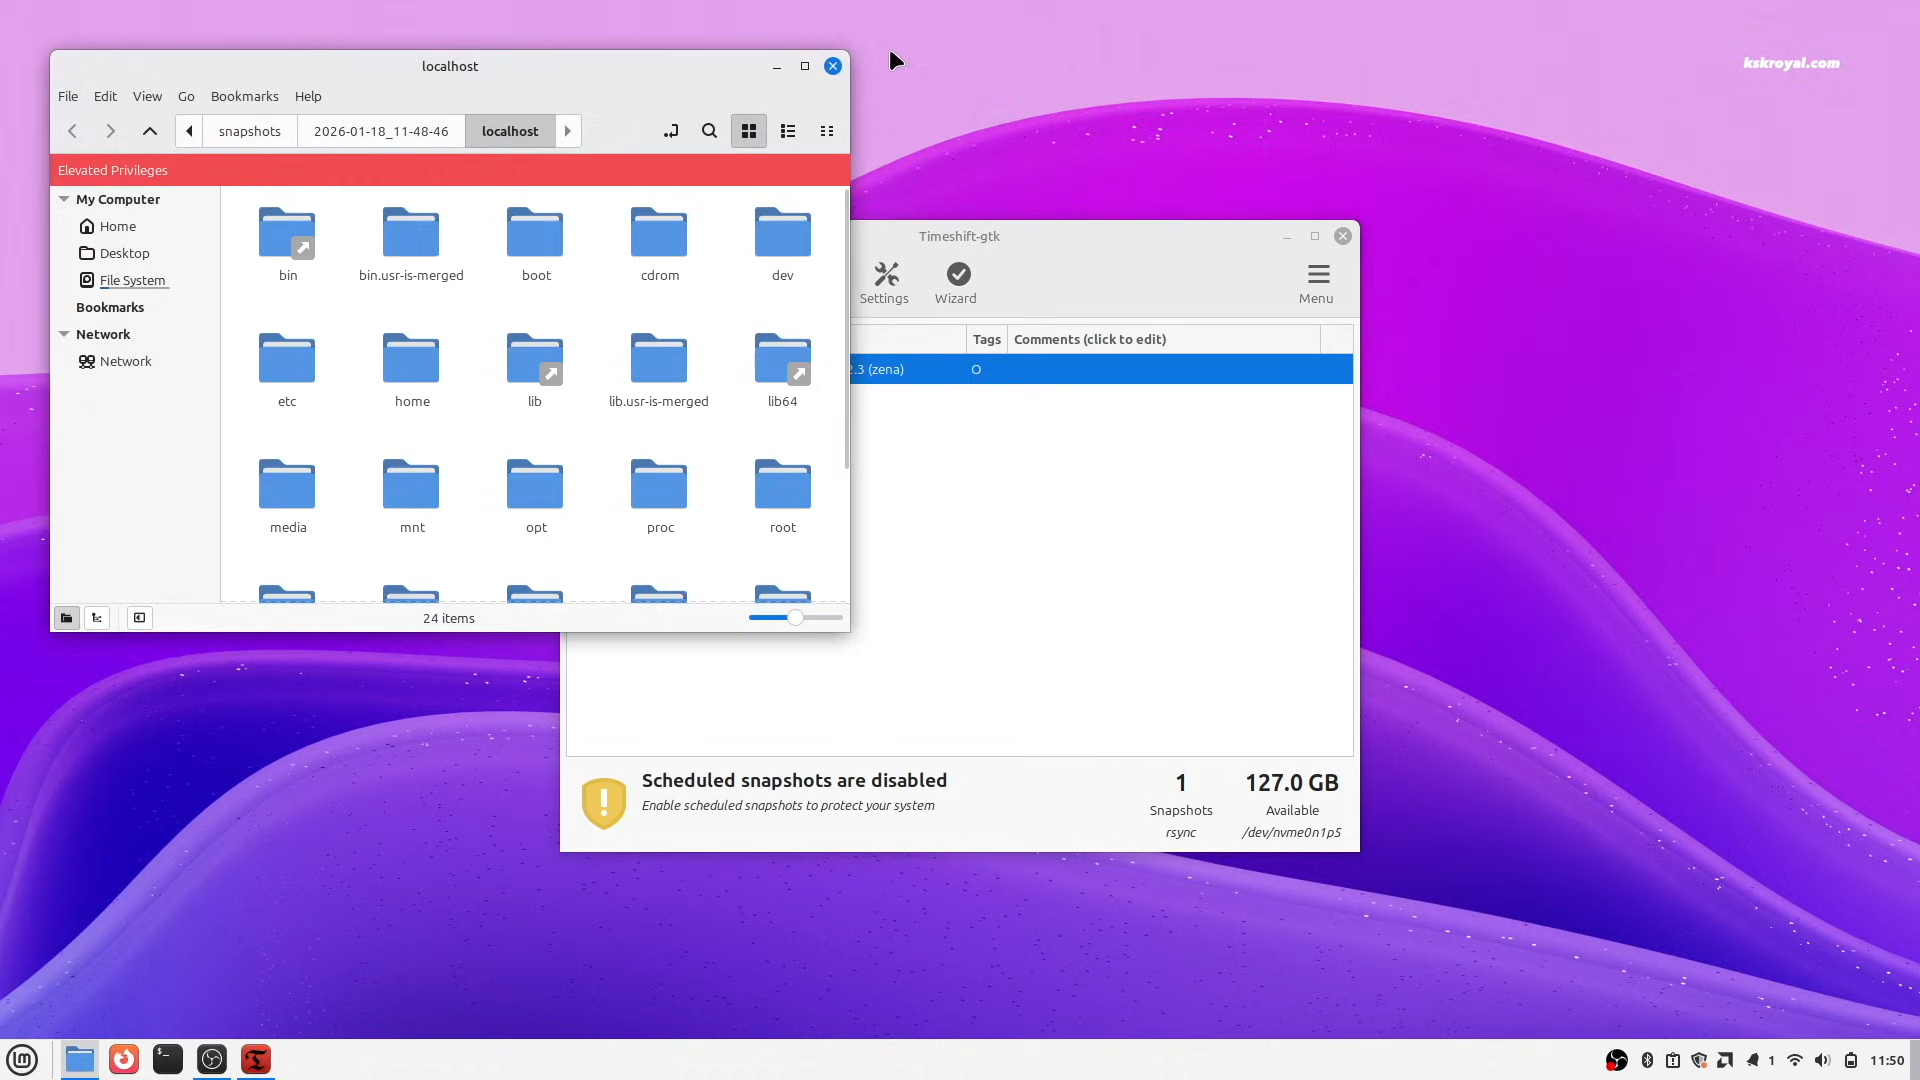 kskroyal.com
localhost
File Edit View Go Bookmarks Help
snapshots 2026-01-18_11-48-46 localhost
Elevated Privileges
My Computer
Home
Desktop
File System
Bookmarks
Network
Network
bin bin.usr-is-merged boot cdrom dev
etc home lib lib.usr-is-merged lib64
media mnt opt proc root
24 items
Timeshift-gtk
Settings Wizard Menu
Tags Comments (click to edit)
2.3 (zena) O
Scheduled snapshots are disabled
Enable scheduled snapshots to protect your system
1
Snapshots
rsync
127.0 GB
Available
/dev/nvme0n1p5
1 11:50